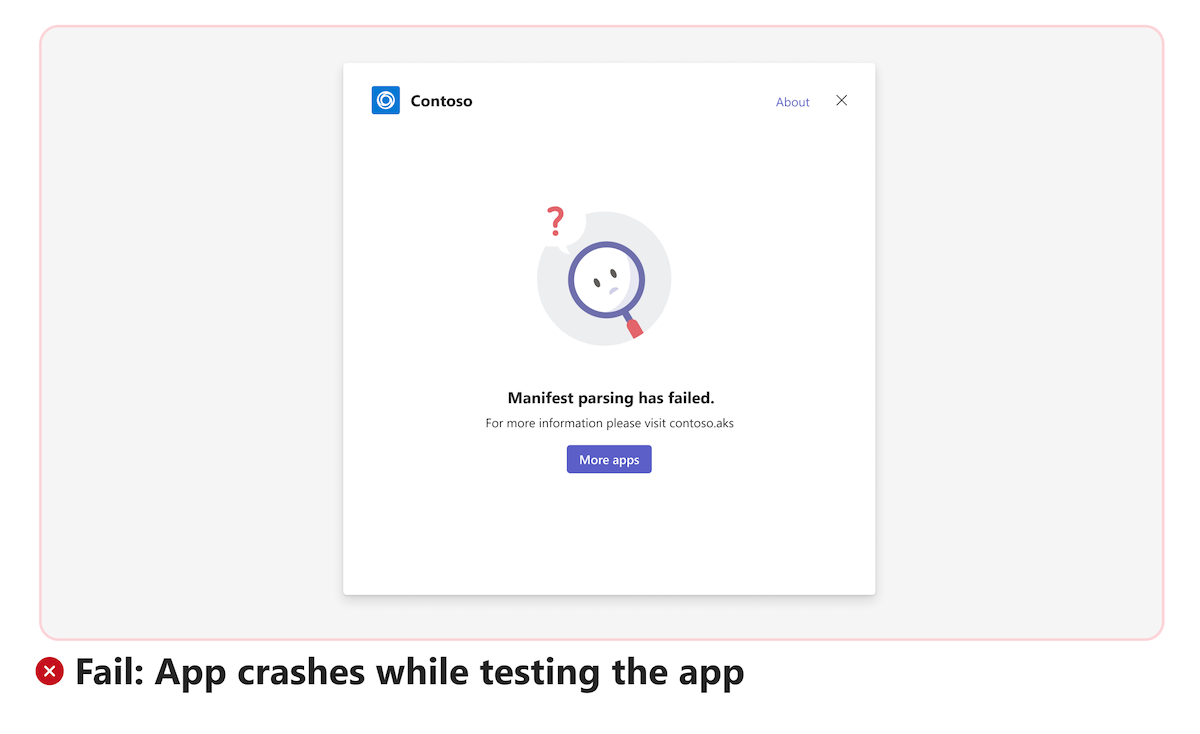 Contoso
About
?
Manifest parsing has failed.
For more information please visit contoso.aks
More apps
Fail: App crashes while testing the app